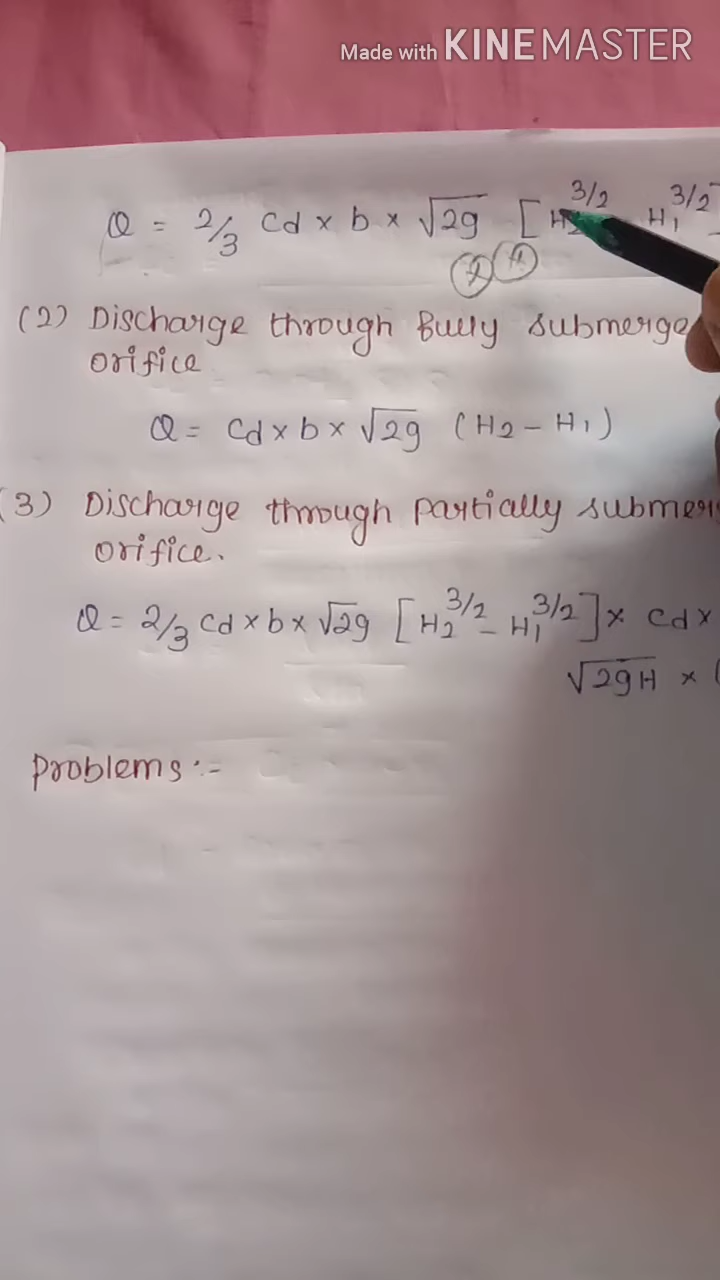 Made with KINEMASTER
Q = 2/3 Cd × b × √2g [H₂^3/2 H₁^3/2]
(2) Discharge through fully submerge
orifice
Q = Cd × b × √2g (H2 – H1)
(3) Discharge through partially submer
orifice.
Q = 2/3 Cd × b × √2g [H₂^3/2 – H₁^3/2] × Cd ×
√2gH × (
Problems :-